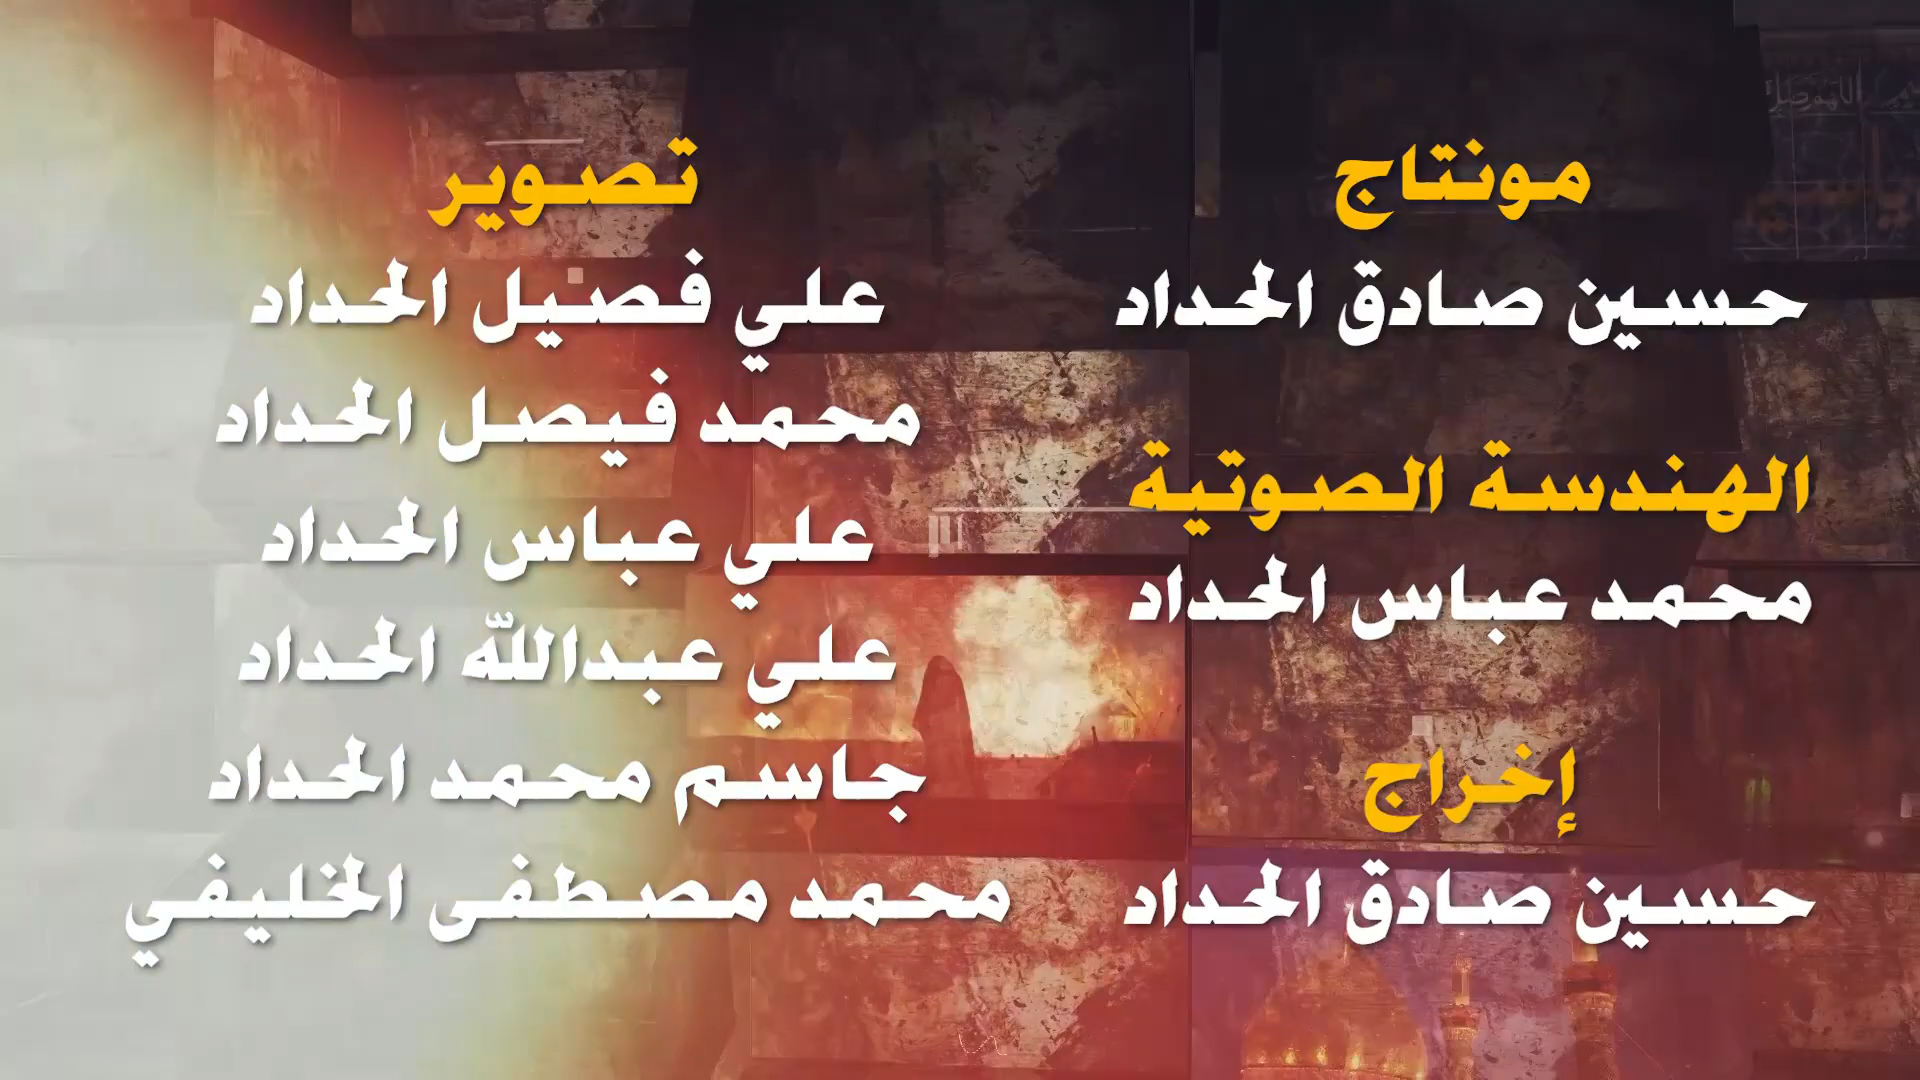 مونتاج
حسين صادق الحداد
الهندسة الصوتية
محمد عباس الحداد
إخراج
حسين صادق الحداد
تصوير
علي فصيل الحداد
محمد فيصل الحداد
علي عباس الحداد
علي عبدالله الحداد
جاسم محمد الحداد
محمد مصطفى الخليفي